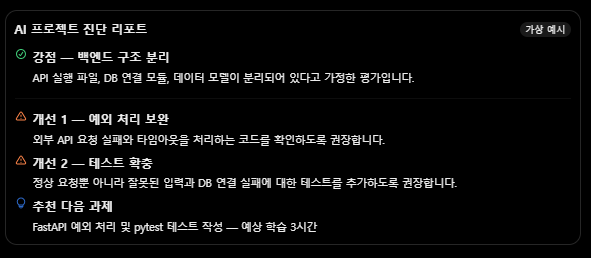 AI 프로젝트 진단 리포트
가상 예시
강점 — 백엔드 구조 분리
API 실행 파일, DB 연결 모듈, 데이터 모델이 분리되어 있다고 가정한 평가입니다.
개선 1 — 예외 처리 보완
외부 API 요청 실패와 타임아웃을 처리하는 코드를 확인하도록 권장합니다.
개선 2 — 테스트 확충
정상 요청뿐 아니라 잘못된 입력과 DB 연결 실패에 대한 테스트를 추가하도록 권장합니다.
추천 다음 과제
FastAPI 예외 처리 및 pytest 테스트 작성 — 예상 학습 3시간